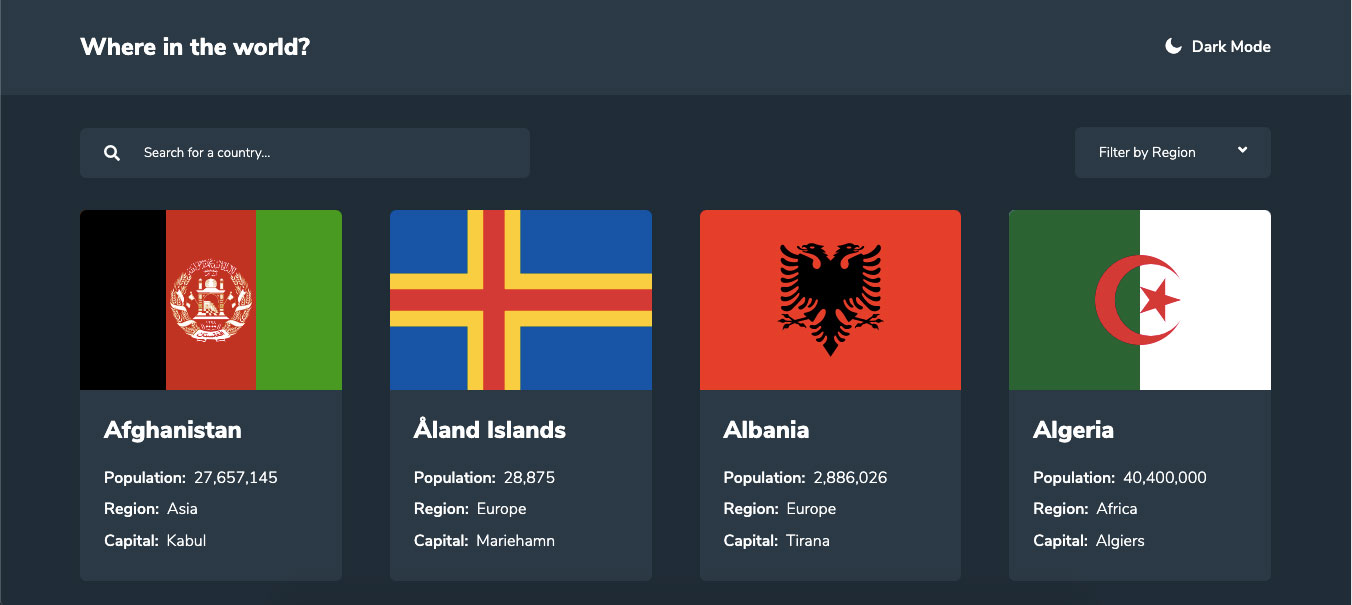 Where in the world?
Dark Mode
Search for a country...
Filter by Region
Afghanistan
Population: 27,657,145
Region: Asia
Capital: Kabul
Åland Islands
Population: 28,875
Region: Europe
Capital: Mariehamn
Albania
Population: 2,886,026
Region: Europe
Capital: Tirana
Algeria
Population: 40,400,000
Region: Africa
Capital: Algiers